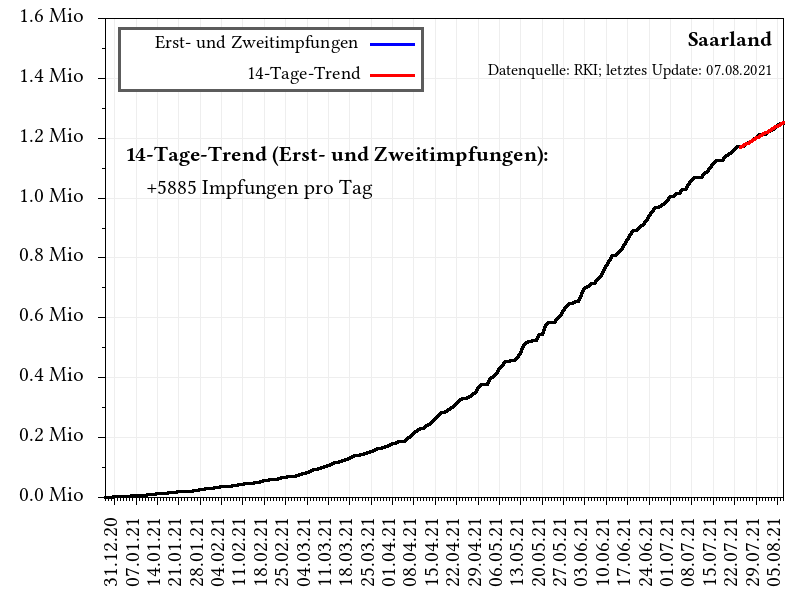 1.6 Mio
1.4 Mio
1.2 Mio
1.0 Mio
0.8 Mio
0.6 Mio
0.4 Mio
0.2 Mio
0.0 Mio
Erst- und Zweitimpfungen
14-Tage-Trend
Saarland
Datenquelle: RKI; letztes Update: 07.08.2021
14-Tage-Trend (Erst- und Zweitimpfungen):
+5885 Impfungen pro Tag
31.12.20
07.01.21
14.01.21
21.01.21
28.01.21
04.02.21
11.02.21
18.02.21
25.02.21
04.03.21
11.03.21
18.03.21
25.03.21
01.04.21
08.04.21
15.04.21
22.04.21
29.04.21
06.05.21
13.05.21
20.05.21
27.05.21
03.06.21
10.06.21
17.06.21
24.06.21
01.07.21
08.07.21
15.07.21
22.07.21
29.07.21
05.08.21